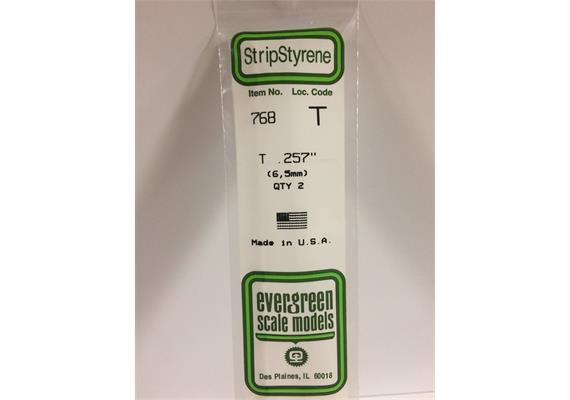 StripStyrene
Item No. Loc. Code
768 T
T .257"
(6,5mm)
QTY 2
Made in U.S.A.
evergreen
scale models
Des Plaines, IL 60018